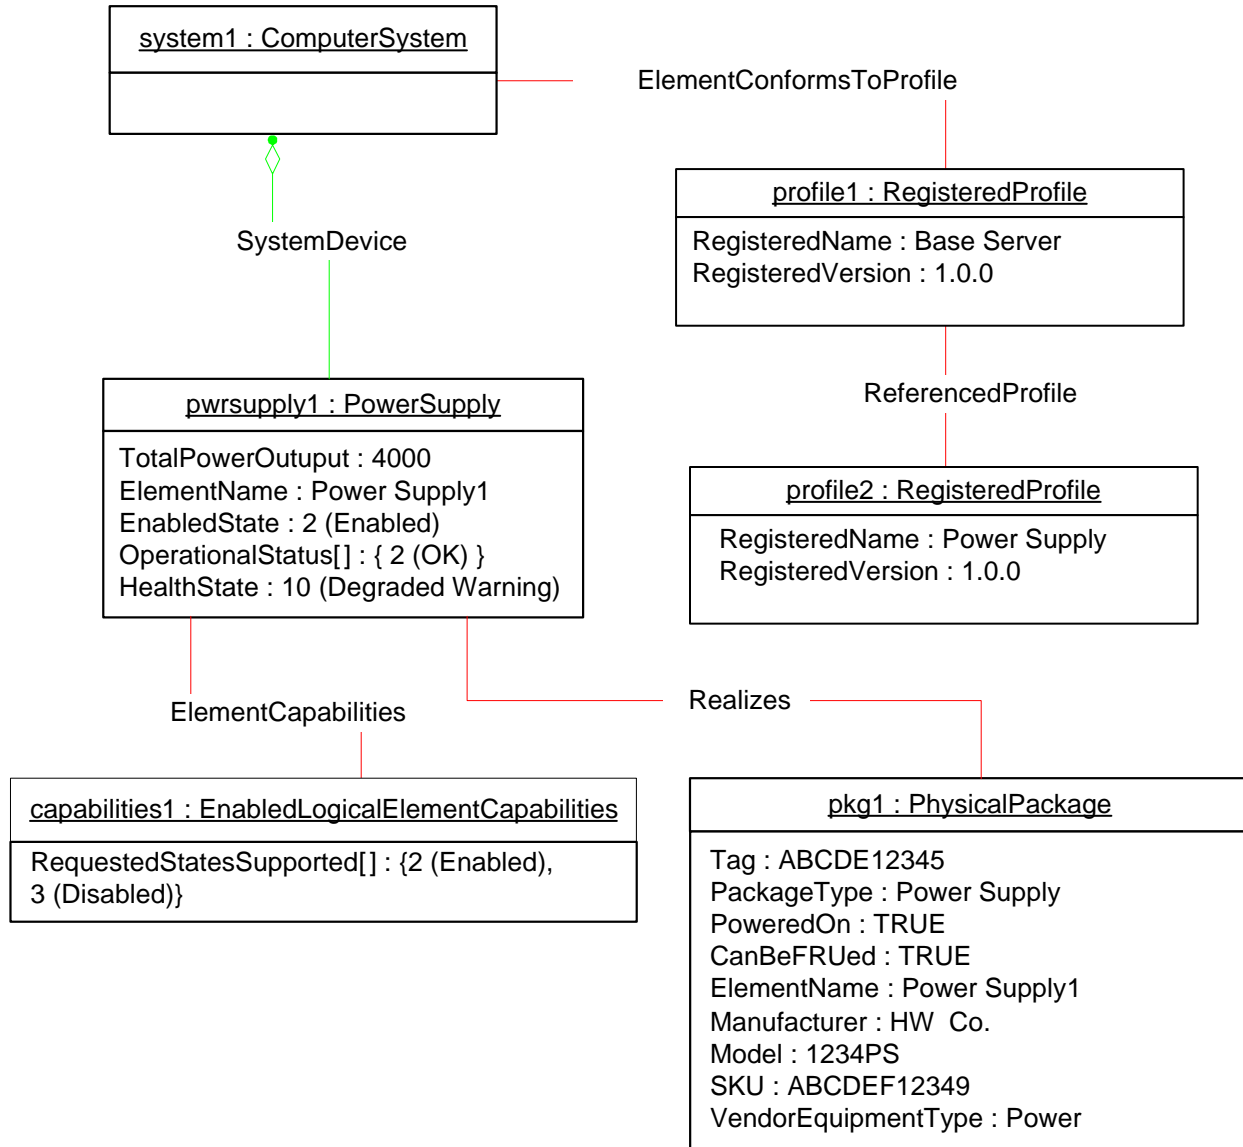 system1 : ComputerSystem
ElementConformsToProfile
profile1 : RegisteredProfile
RegisteredName : Base Server
RegisteredVersion : 1.0.0
SystemDevice
pwrsupply1 : PowerSupply
TotalPowerOutuput : 4000
ElementName : Power Supply1
EnabledState : 2 (Enabled)
OperationalStatus[] : { 2 (OK) }
HealthState : 10 (Degraded Warning)
ReferencedProfile
profile2 : RegisteredProfile
RegisteredName : Power Supply
RegisteredVersion : 1.0.0
ElementCapabilities
Realizes
capabilities1 : EnabledLogicalElementCapabilities
RequestedStatesSupported[] : {2 (Enabled),
3 (Disabled)}
pkg1 : PhysicalPackage
Tag : ABCDE12345
PackageType : Power Supply
PoweredOn : TRUE
CanBeFRUed : TRUE
ElementName : Power Supply1
Manufacturer : HW  Co.
Model : 1234PS
SKU : ABCDEF12349
VendorEquipmentType : Power